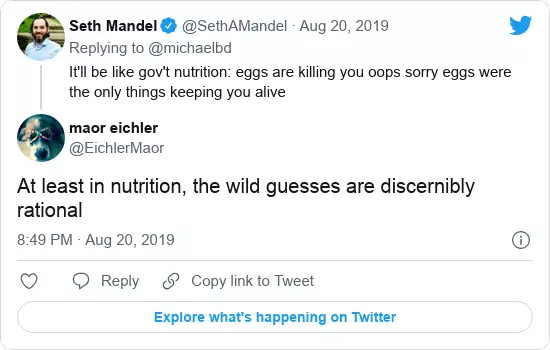 Seth Mandel @SethAMandel · Aug 20, 2019
Replying to @michaelbd
It'll be like gov't nutrition: eggs are killing you oops sorry eggs were
the only things keeping you alive
maor eichler
@EichlerMaor
At least in nutrition, the wild guesses are discernibly
rational
8:49 PM · Aug 20, 2019
Reply Copy link to Tweet
Explore what's happening on Twitter